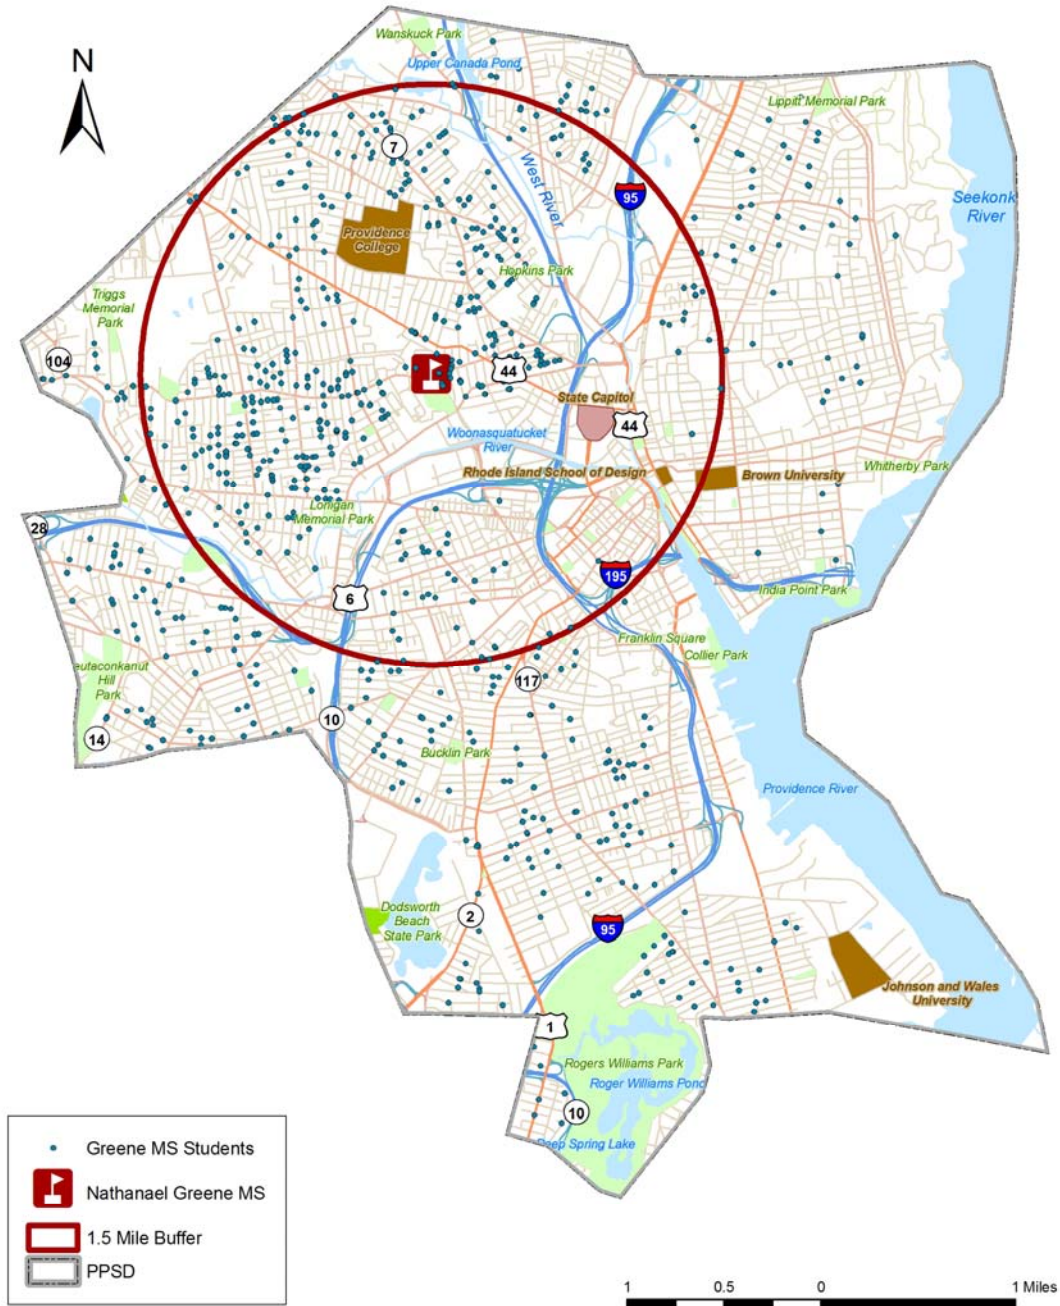 Wanskuck Park
N
Upper Canada Pond
Lippitt Memorial Park
7
West River
95
Seekonk
River
Providence
College
Hopkins Park
Triggs
Memorial
Park
104
44
State Capitol
44
Woonasquatucket
River
Rhode Island School of Design
Brown University
Whitherby Park
Lonigan
Memorial Park
28
195
6
India Point Park
Franklin Square
Collier Park
eutaconkanut
Hill
Park
117
10
14
Bucklin Park
Providence River
Dodsworth
Beach
State Park
2
95
Johnson and Wales
University
1
Rogers Williams Park
Roger Williams Pond
10
Deep Spring Lake
Greene MS Students
Nathanael Greene MS
1.5 Mile Buffer
PPSD
1 0.5 0 1 Miles